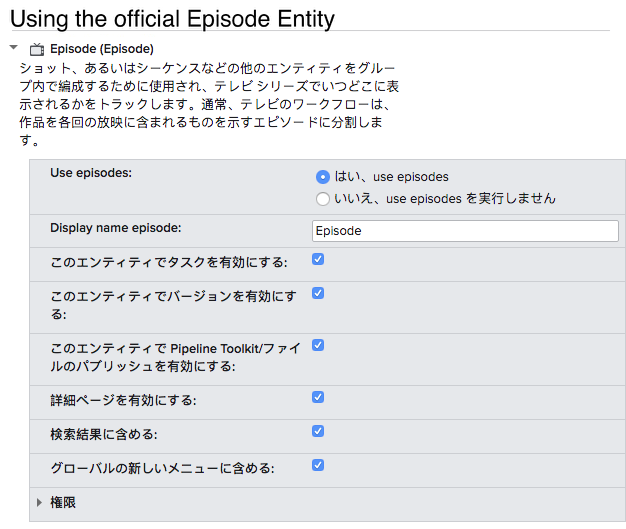 Using the official Episode Entity
Episode (Episode)
ショット、あるいはシーケンスなどの他のエンティティをグルー
プ内で編成するために使用され、テレビ シリーズでいつどこに表
示されるかをトラックします。通常、テレビのワークフローは、
作品を各回の放映に含まれるものを示すエピソードに分割しま
す。
Use episodes:
はい、use episodes
いいえ、use episodes を実行しません
Display name episode:
Episode
このエンティティでタスクを有効にする:
このエンティティでバージョンを有効にす
る:
このエンティティで Pipeline Toolkit/ファイ
ルのパブリッシュを有効にする:
詳細ページを有効にする:
検索結果に含める:
グローバルの新しいメニューに含める:
権限